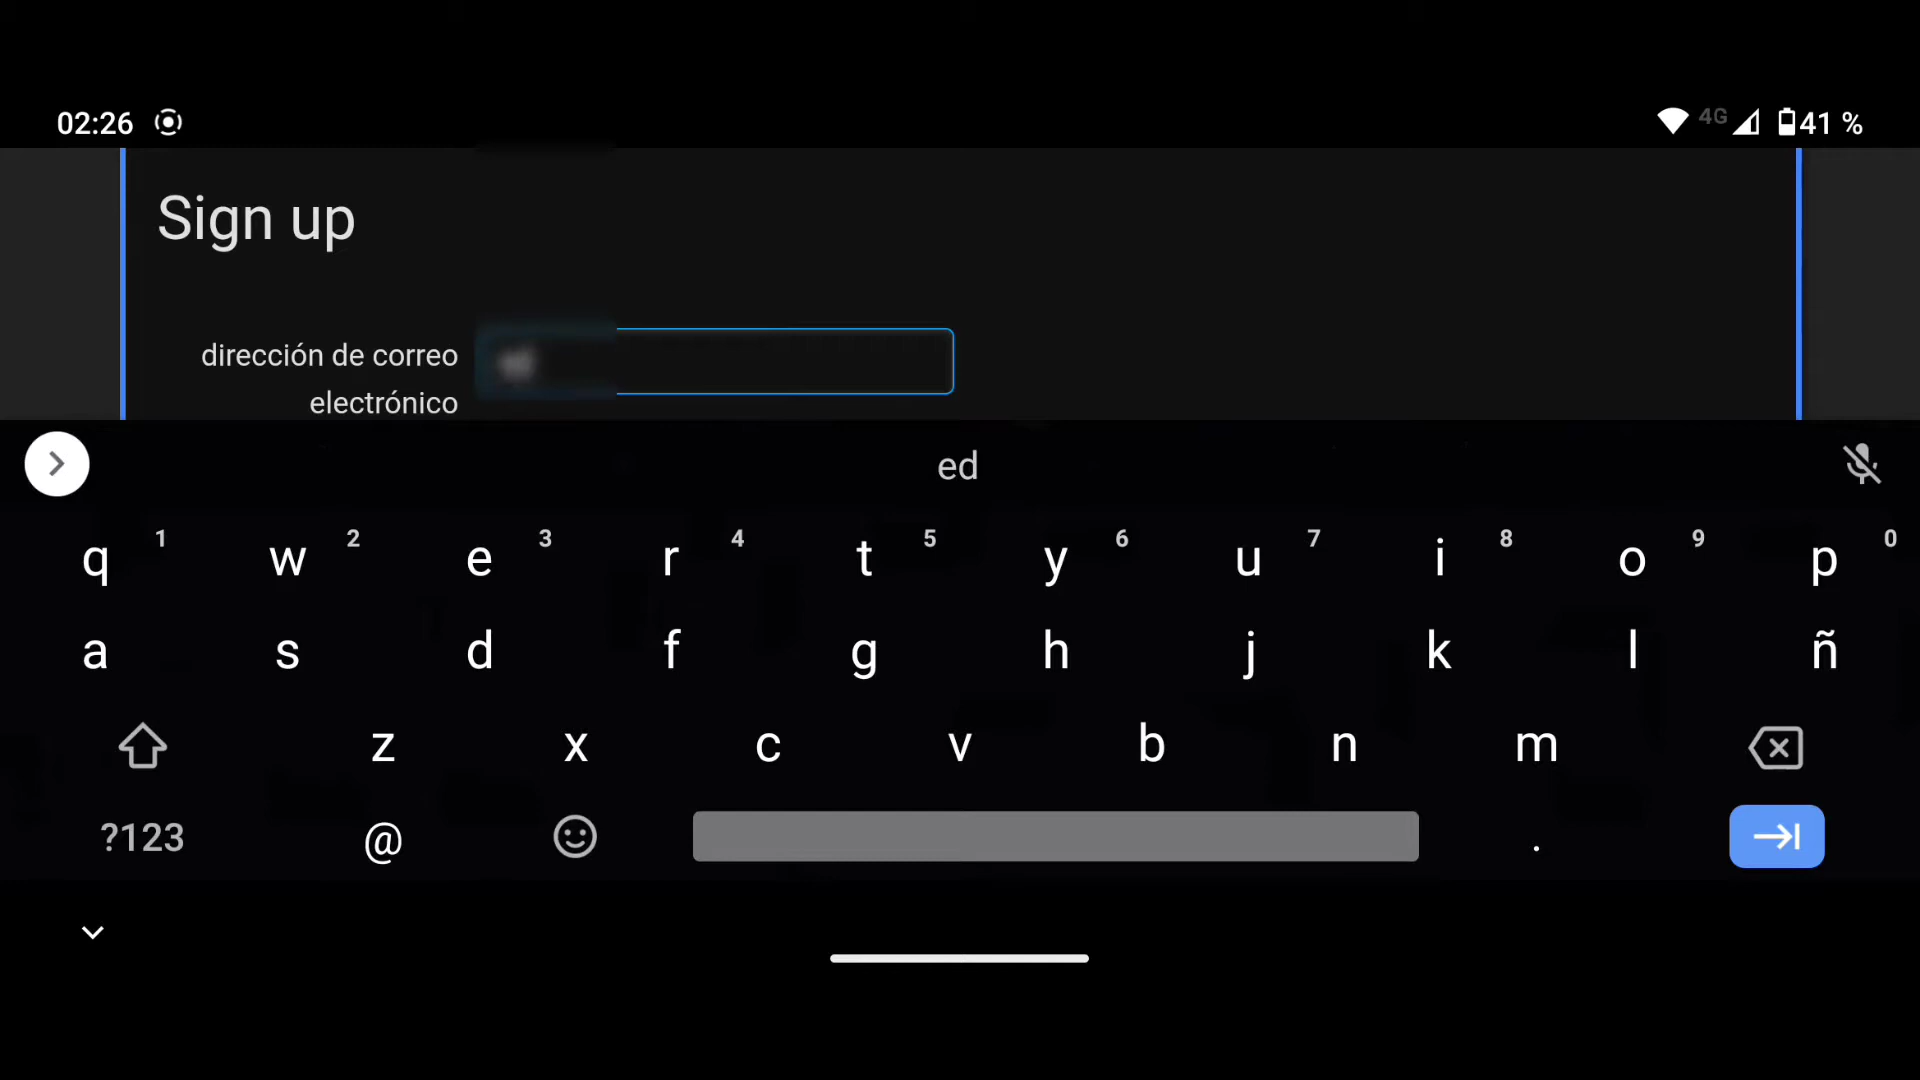 02:26
4G
41 %
Sign up
dirección de correo
electrónico
ed
q 1 w 2 e 3 r 4 t 5 y 6 u 7 i 8 o 9 p 0
a s d f g h j k l ñ
z x c v b n m
?123 @ .